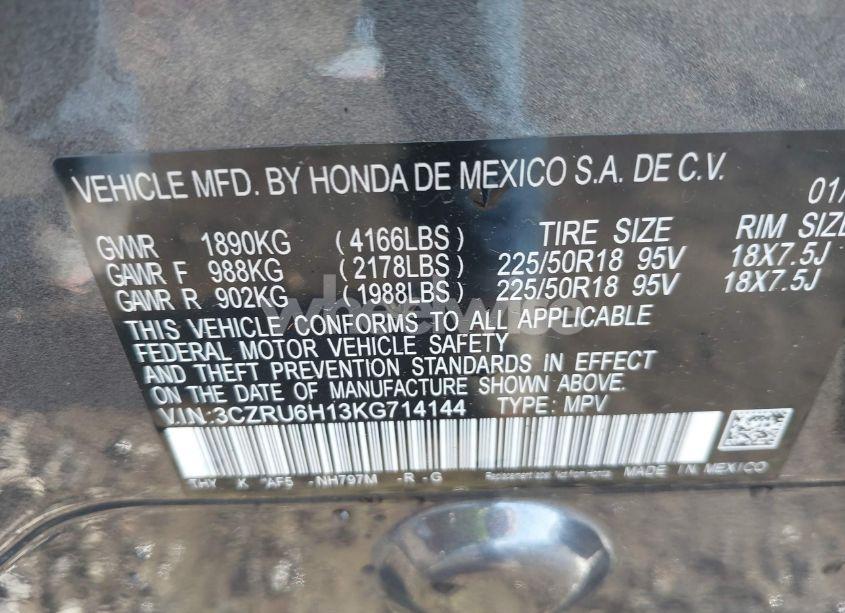 VEHICLE MFD. BY HONDA DE MEXICO S.A. DE C.V.
01/
GVWR 1890KG (4166LBS) TIRE SIZE RIM SIZE
GAWR F 988KG (2178LBS) 225/50R18 95V 18X7.5J
GAWR R 902KG (1988LBS) 225/50R18 95V 18X7.5J
THIS VEHICLE CONFORMS TO ALL APPLICABLE
FEDERAL MOTOR VEHICLE SAFETY
AND THEFT PREVENTION STANDARDS IN EFFECT
ON THE DATE OF MANUFACTURE SHOWN ABOVE.
V.I.N.:3CZRU6H13KG714144 TYPE: MPV
THX K AF5 -NH797M -R -G
MADE IN MEXICO